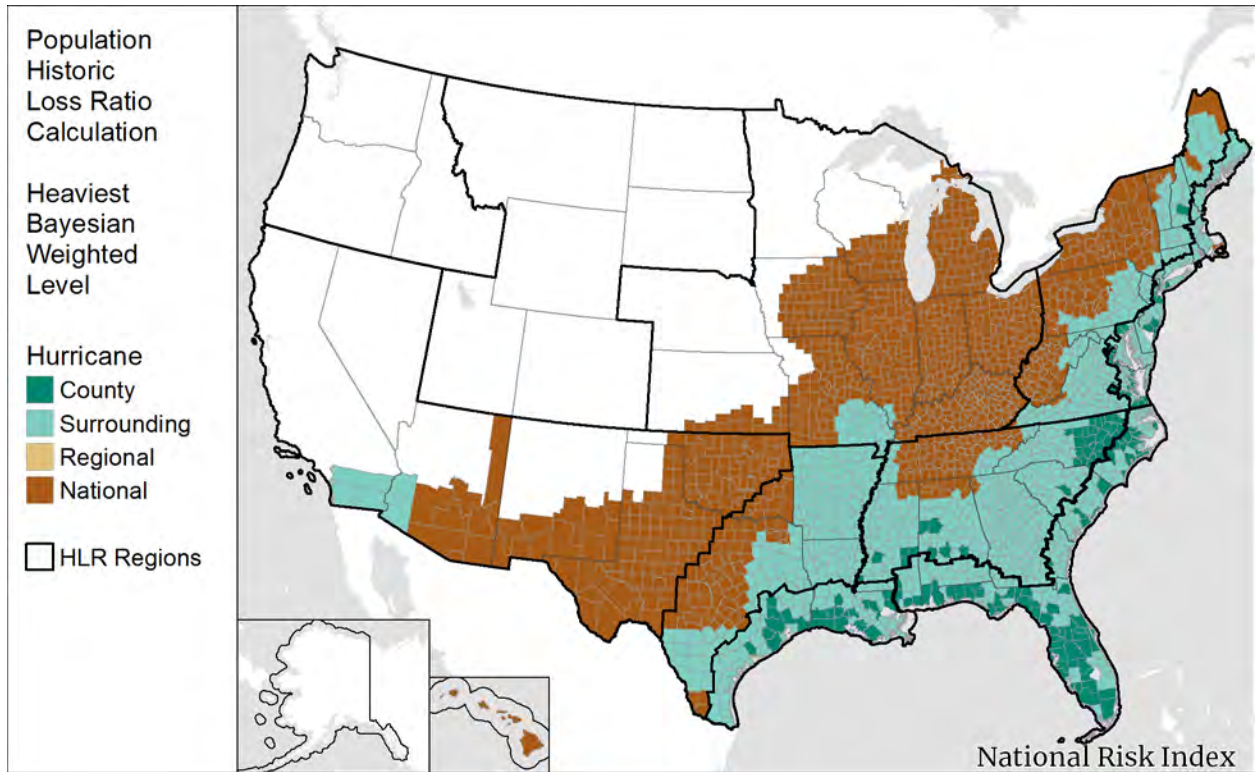 Population
Historic
Loss Ratio
Calculation
Heaviest
Bayesian
Weighted
Level
Hurricane
County
Surrounding
Regional
National
HLR Regions
National Risk Index